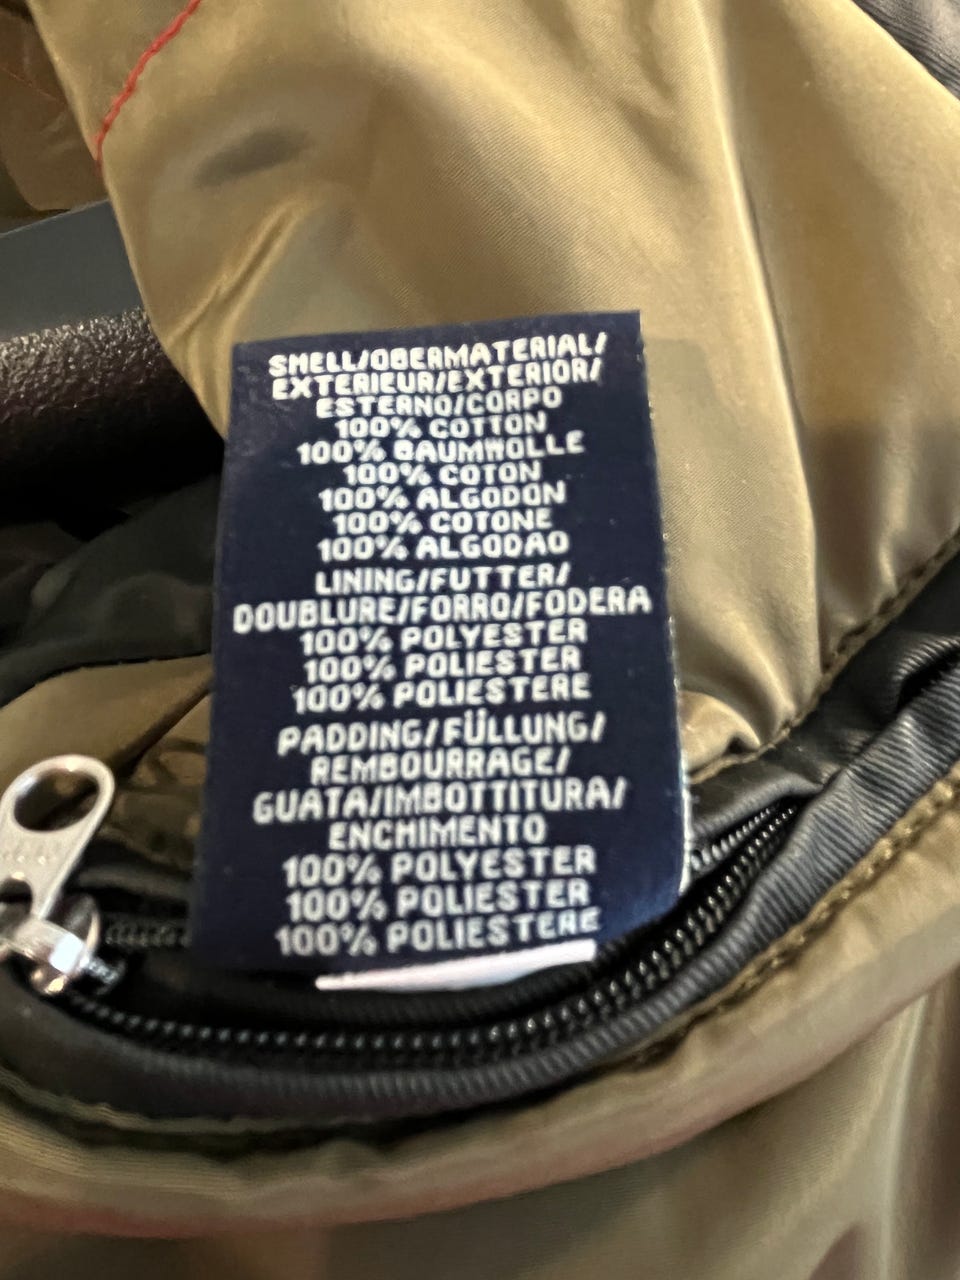 SHELL/OBERMATERIAL/
EXTERIEUR/EXTERIOR/
ESTERNO/CORPO
100% COTTON
100% BAUMWOLLE
100% COTON
100% ALGODON
100% COTONE
100% ALGODAO
LINING/FUTTER/
DOUBLURE/FORRO/FODERA
100% POLYESTER
100% POLIESTER
100% POLIESTERE
PADDING/FÜLLUNG/
REMBOURRAGE/
GUATA/IMBOTTITURA/
ENCHIMENTO
100% POLYESTER
100% POLIESTER
100% POLIESTERE